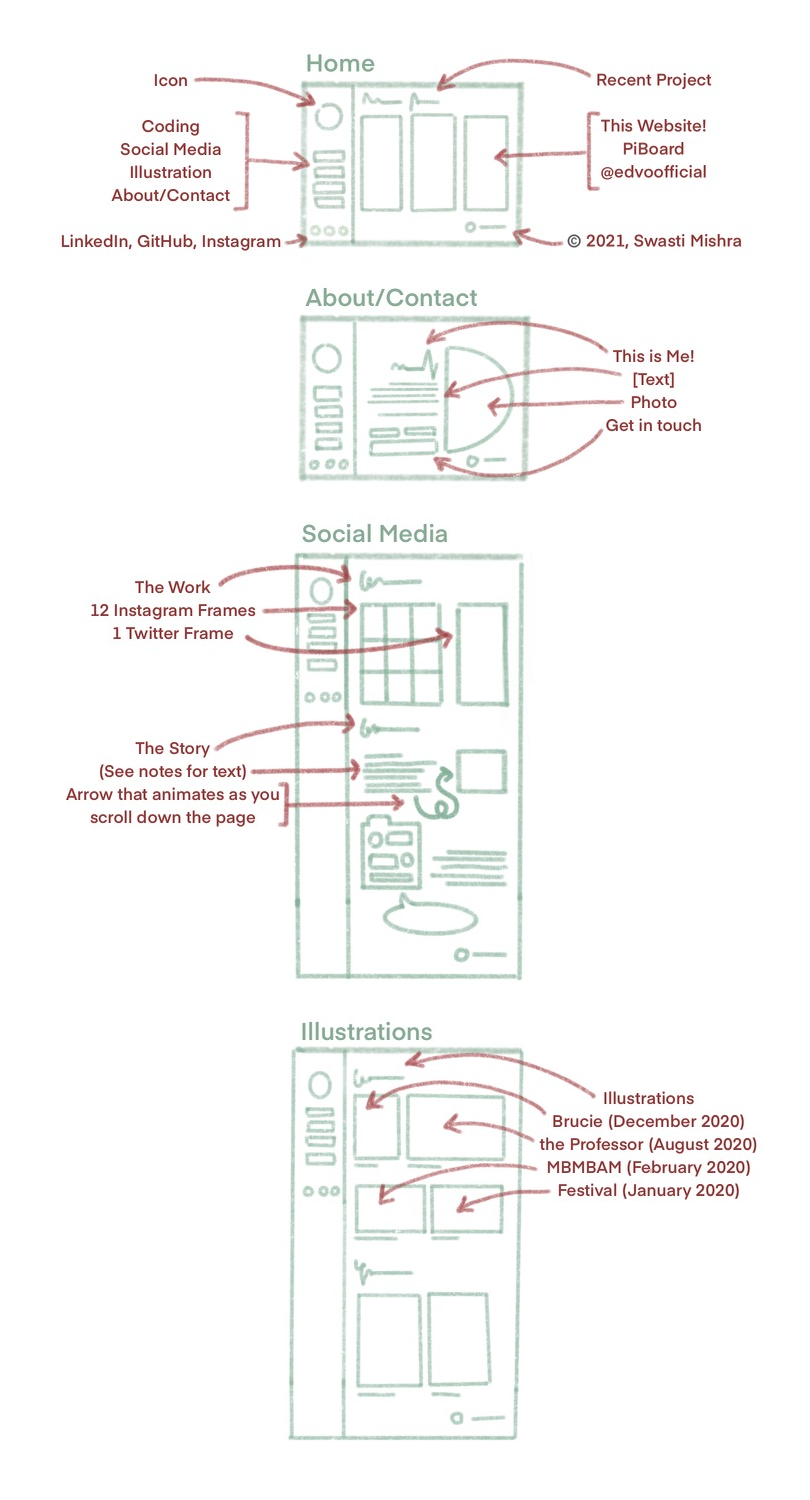 Home
Icon
Recent Project
Coding
Social Media
Illustration
About/Contact
This Website!
PiBoard
@edvoofficial
LinkedIn, GitHub, Instagram
© 2021, Swasti Mishra
About/Contact
This is Me!
[Text]
Photo
Get in touch
Social Media
The Work
12 Instagram Frames
1 Twitter Frame
The Story
(See notes for text)
Arrow that animates as you
scroll down the page
Illustrations
Illustrations
Brucie (December 2020)
the Professor (August 2020)
MBMBAM (February 2020)
Festival (January 2020)